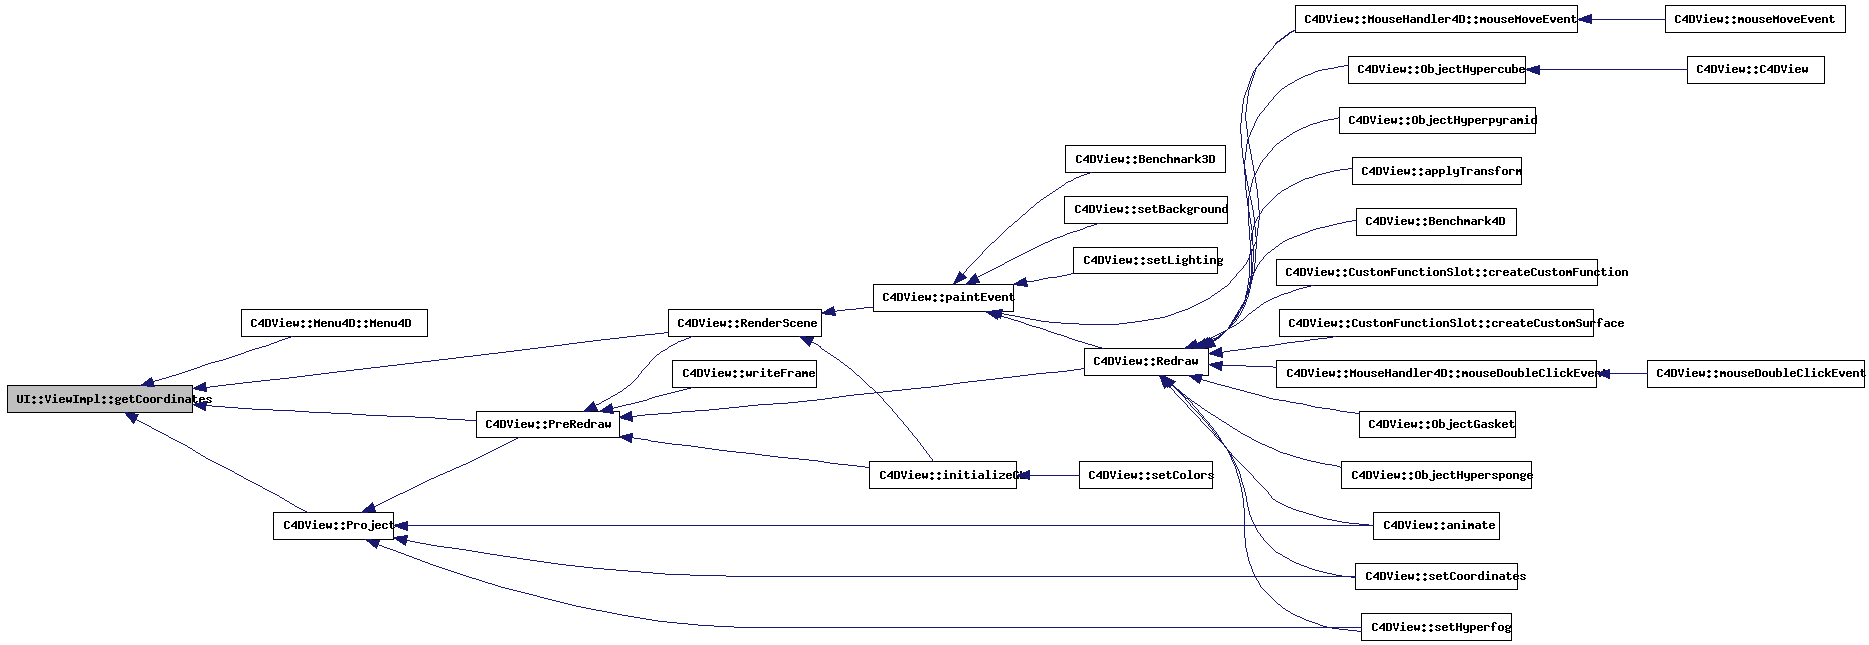 C4DView::MouseHandler4D::mouseMoveEvent
C4DView::mouseMoveEvent
C4DView::ObjectHypercube
C4DView::C4DView
C4DView::ObjectHyperpyramid
C4DView::Benchmark3D
C4DView::applyTransform
C4DView::setBackground
C4DView::Benchmark4D
C4DView::setLighting
C4DView::CustomFunctionSlot::createCustomFunction
C4DView::paintEvent
C4DView::Menu4D::Menu4D
C4DView::RenderScene
C4DView::CustomFunctionSlot::createCustomSurface
C4DView::Redraw
C4DView::writeFrame
C4DView::MouseHandler4D::mouseDoubleClickEvent
C4DView::mouseDoubleClickEvent
UI::ViewImpl::getCoordinates
C4DView::PreRedraw
C4DView::ObjectGasket
C4DView::initializeGL
C4DView::setColors
C4DView::ObjectHypersponge
C4DView::Project
C4DView::animate
C4DView::setCoordinates
C4DView::setHyperfog